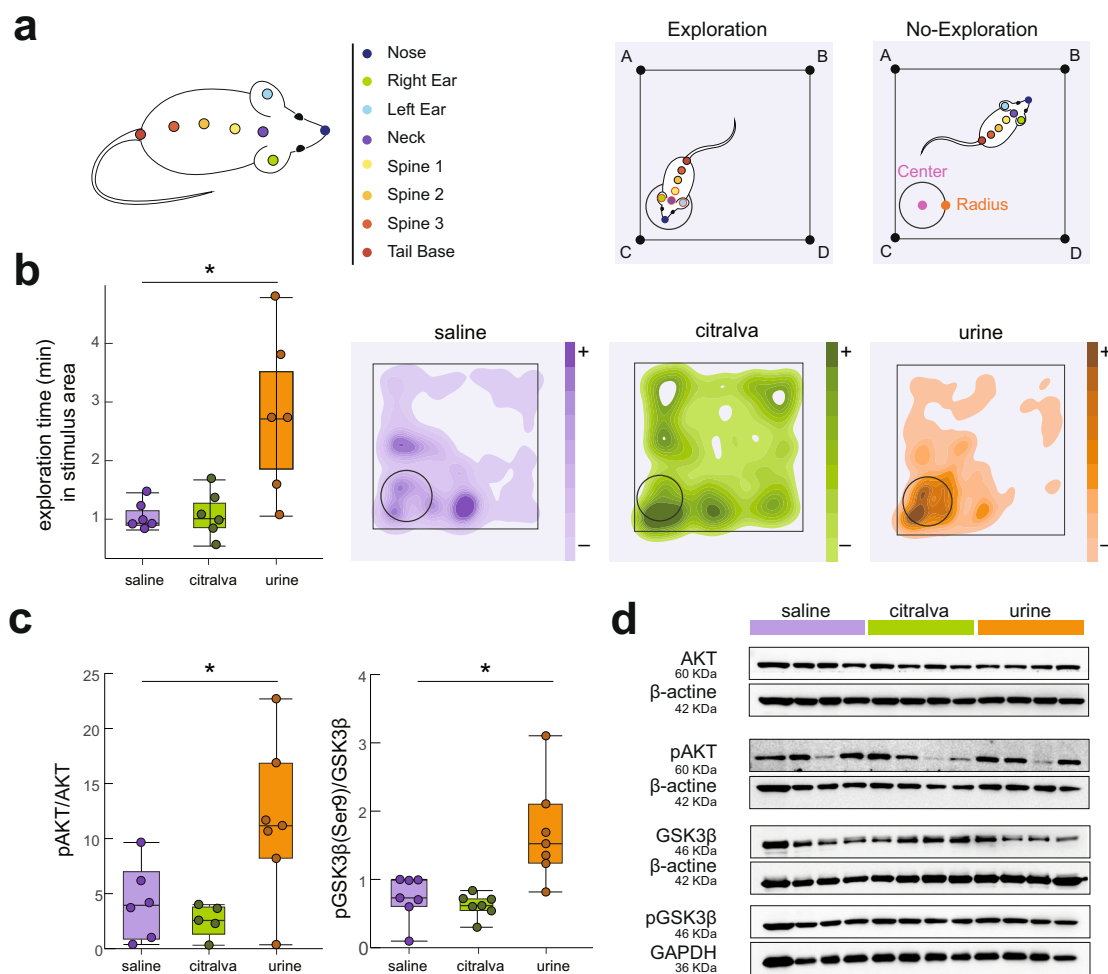 a
Nose
Right Ear
Left Ear
Neck
Spine 1
Spine 2
Spine 3
Tail Base
Exploration
A
B
C
D
No-Exploration
A
B
Center
Radius
C
D
b
exploration time (min)
in stimulus area
4
3
2
1
*
saline
citralva
urine
saline
+
–
citralva
+
–
urine
+
–
c
pAKT/AKT
25
20
15
10
5
0
*
saline
citralva
urine
pGSK3β(Ser9)/GSK3β
4
3
2
1
0
*
saline
citralva
urine
d
saline
citralva
urine
AKT
60 KDa
β-actine
42 KDa
pAKT
60 KDa
β-actine
42 KDa
GSK3β
46 KDa
β-actine
42 KDa
pGSK3β
46 KDa
GAPDH
36 KDa